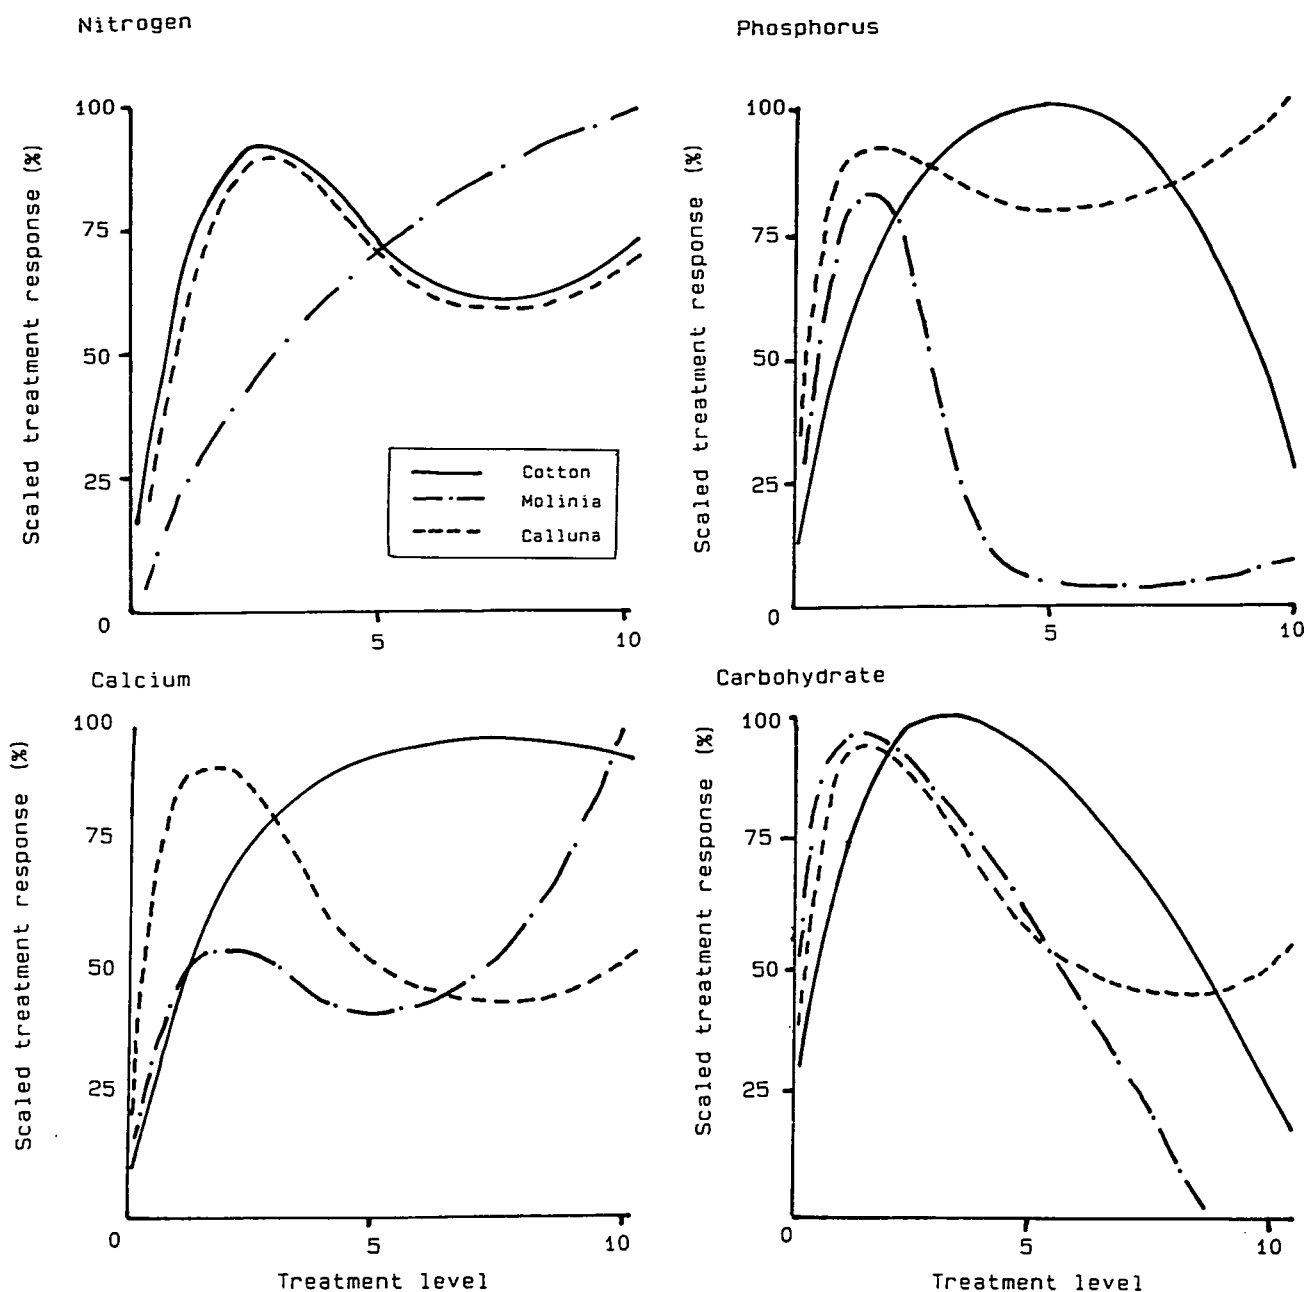 Nitrogen
Scaled treatment response (%)
100
75
50
25
0
5
10
Cotton
Molinia
Calluna
Phosphorus
Scaled treatment response (%)
100
75
50
25
0
5
10
Calcium
Scaled treatment response (%)
100
75
50
25
0
5
10
Treatment level
Carbohydrate
Scaled treatment response (%)
100
75
50
25
0
5
10
Treatment level